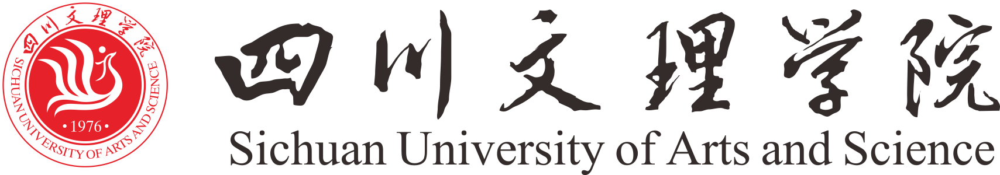 四川文理学院
SICHUAN UNIVERSITY OF ARTS AND SCIENCE
·1976·
四川文理学院
Sichuan University of Arts and Science